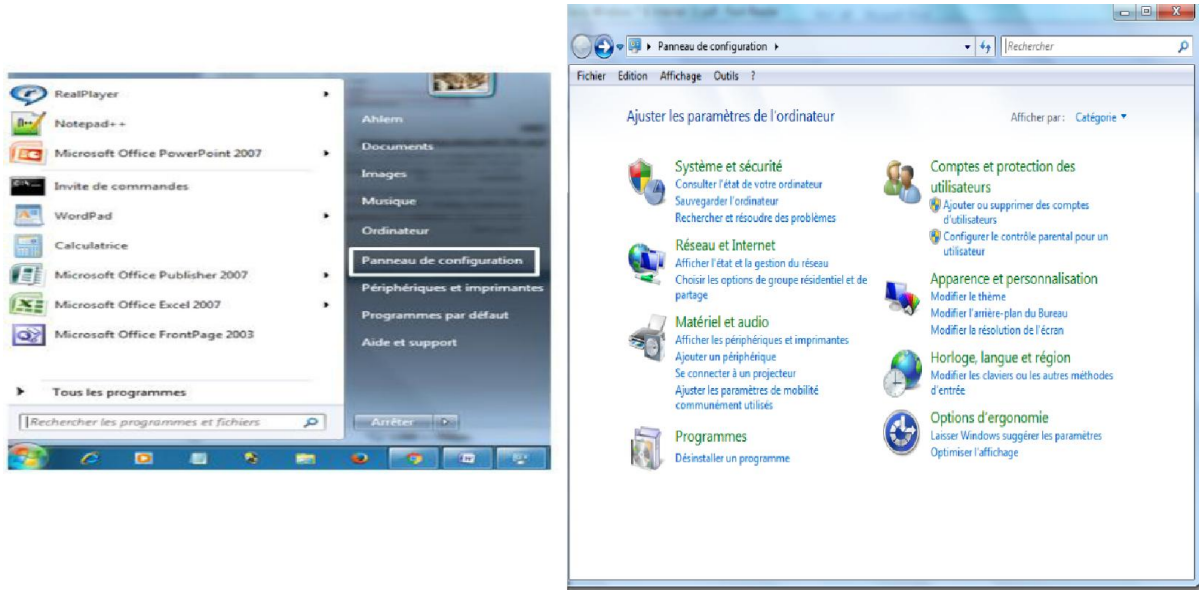 RealPlayer
Notepad++
Microsoft Office PowerPoint 2007
Invite de commandes
WordPad
Calculatrice
Microsoft Office Publisher 2007
Microsoft Office Excel 2007
Microsoft Office FrontPage 2003
Tous les programmes
Rechercher les programmes et fichiers
Ahlem
Documents
Images
Musique
Ordinateur
Panneau de configuration
Périphériques et imprimantes
Programmes par défaut
Aide et support
Arrêter
Panneau de configuration
Rechercher
Fichier Edition Affichage Outils ?
Ajuster les paramètres de l'ordinateur
Afficher par : Catégorie
Système et sécurité
Consulter l'état de votre ordinateur
Sauvegarder l'ordinateur
Rechercher et résoudre des problèmes
Réseau et Internet
Afficher l'état et la gestion du réseau
Choisir les options de groupe résidentiel et de
partage
Matériel et audio
Afficher les périphériques et imprimantes
Ajouter un périphérique
Se connecter à un projecteur
Ajuster les paramètres de mobilité
communément utilisés
Programmes
Désinstaller un programme
Comptes et protection des
utilisateurs
Ajouter ou supprimer des comptes
d'utilisateurs
Configurer le contrôle parental pour un
utilisateur
Apparence et personnalisation
Modifier le thème
Modifier l'arrière-plan du Bureau
Modifier la résolution de l'écran
Horloge, langue et région
Modifier les claviers ou les autres méthodes
d'entrée
Options d'ergonomie
Laisser Windows suggérer les paramètres
Optimiser l'affichage